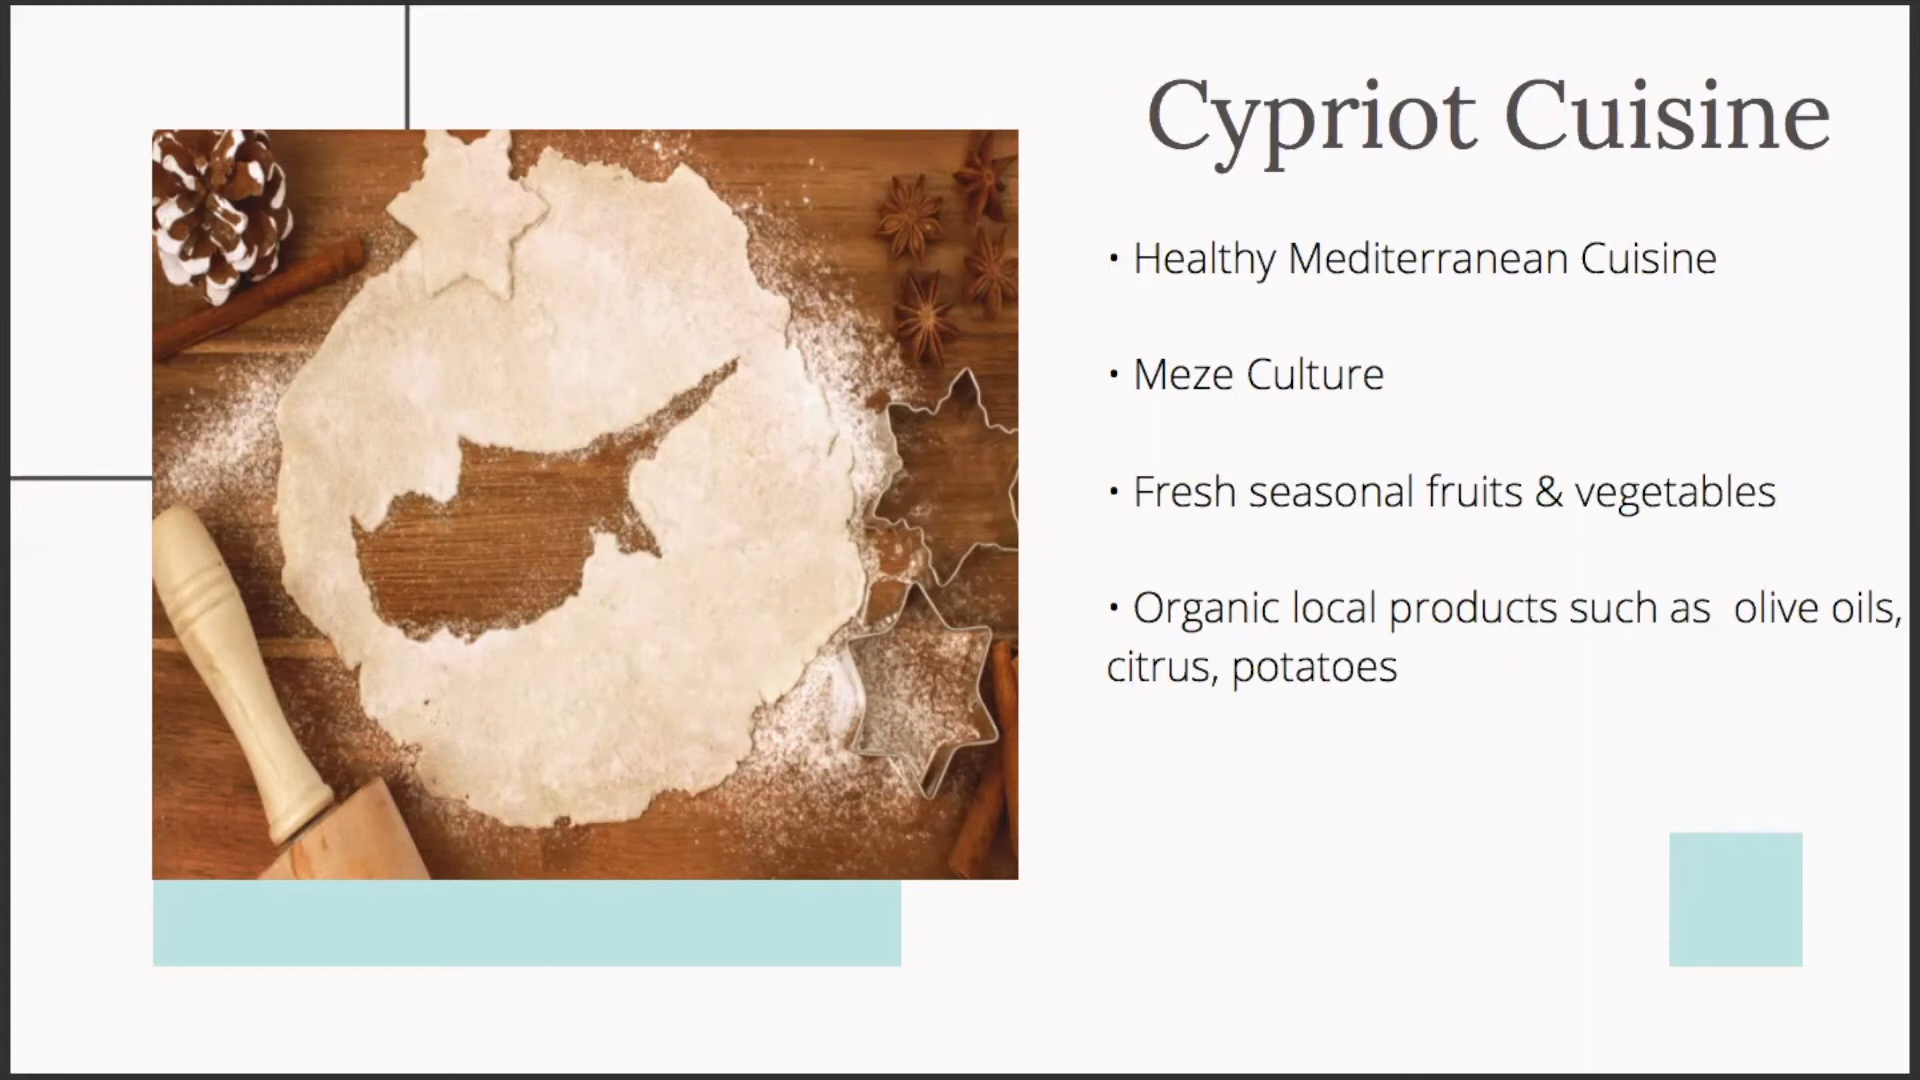 Cypriot Cuisine
• Healthy Mediterranean Cuisine
• Meze Culture
• Fresh seasonal fruits & vegetables
• Organic local products such as  olive oils,
citrus, potatoes